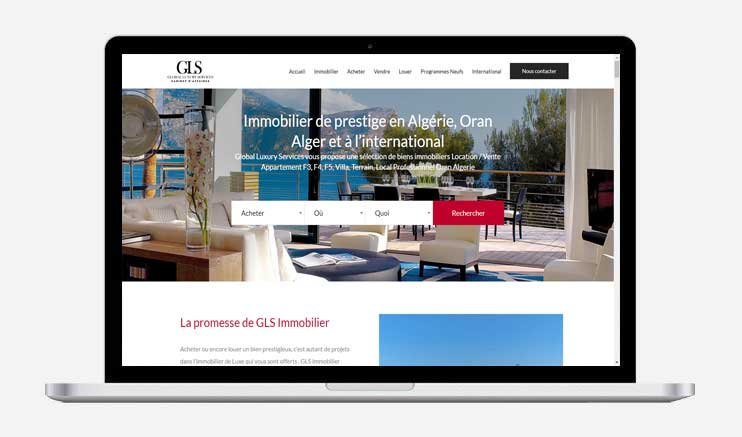 GLS
GLOBAL LUXURY SERVICES
CABINET D'AFFAIRES
Accueil Immobilier Acheter Vendre Louer Programmes Neufs International Nous contacter
Immobilier de prestige en Algérie, Oran
Alger et à l'international
Global Luxury Services vous propose une sélection de biens immobiliers Location / Vente
Appartement F3, F4, F5, Villa, Terrain, Local Professionnel Oran Algerie
Acheter Où Quoi Rechercher
La promesse de GLS Immobilier
Acheter ou encore louer un bien prestigieux, c'est autant de projets
dans l'Immobilier de Luxe qui vous sont offerts . GLS Immobilier